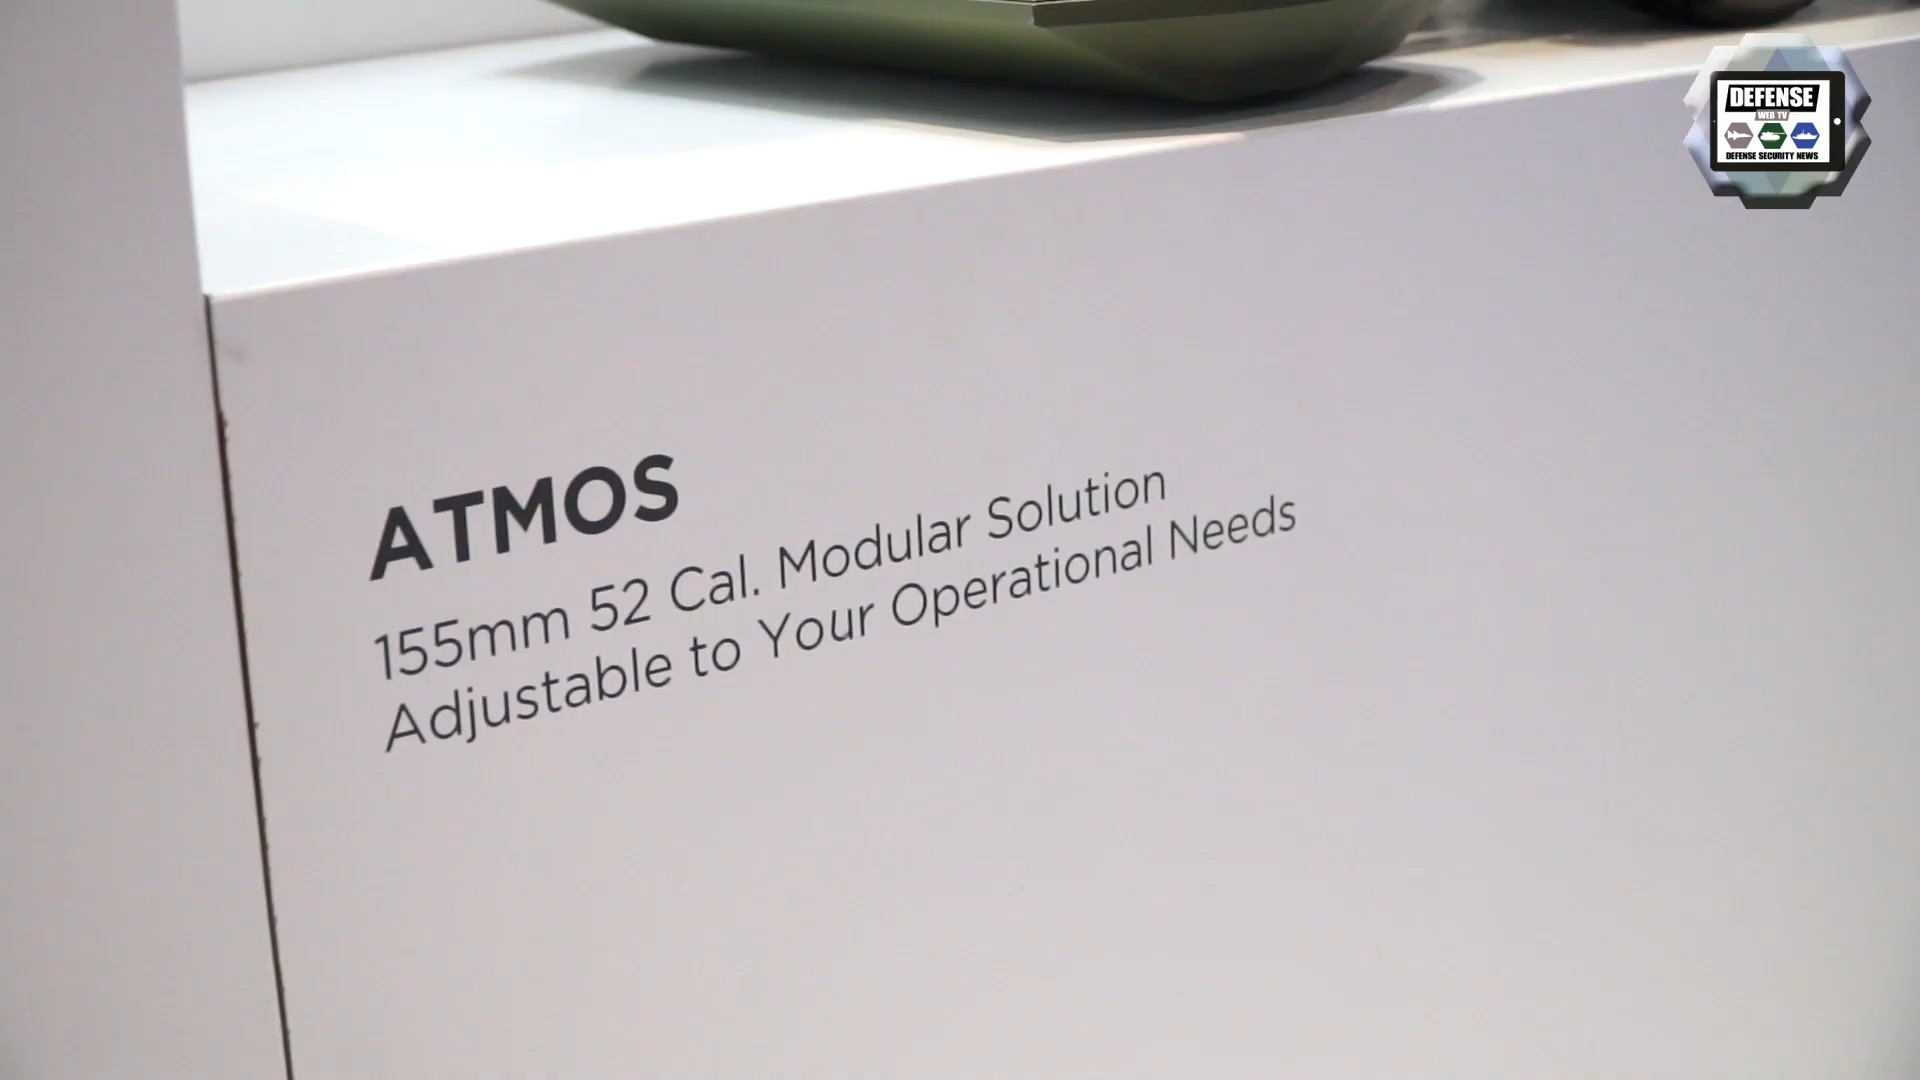 DEFENSE
WEB TV
DEFENSE SECURITY NEWS
ATMOS
155mm 52 Cal. Modular Solution
Adjustable to Your Operational Needs